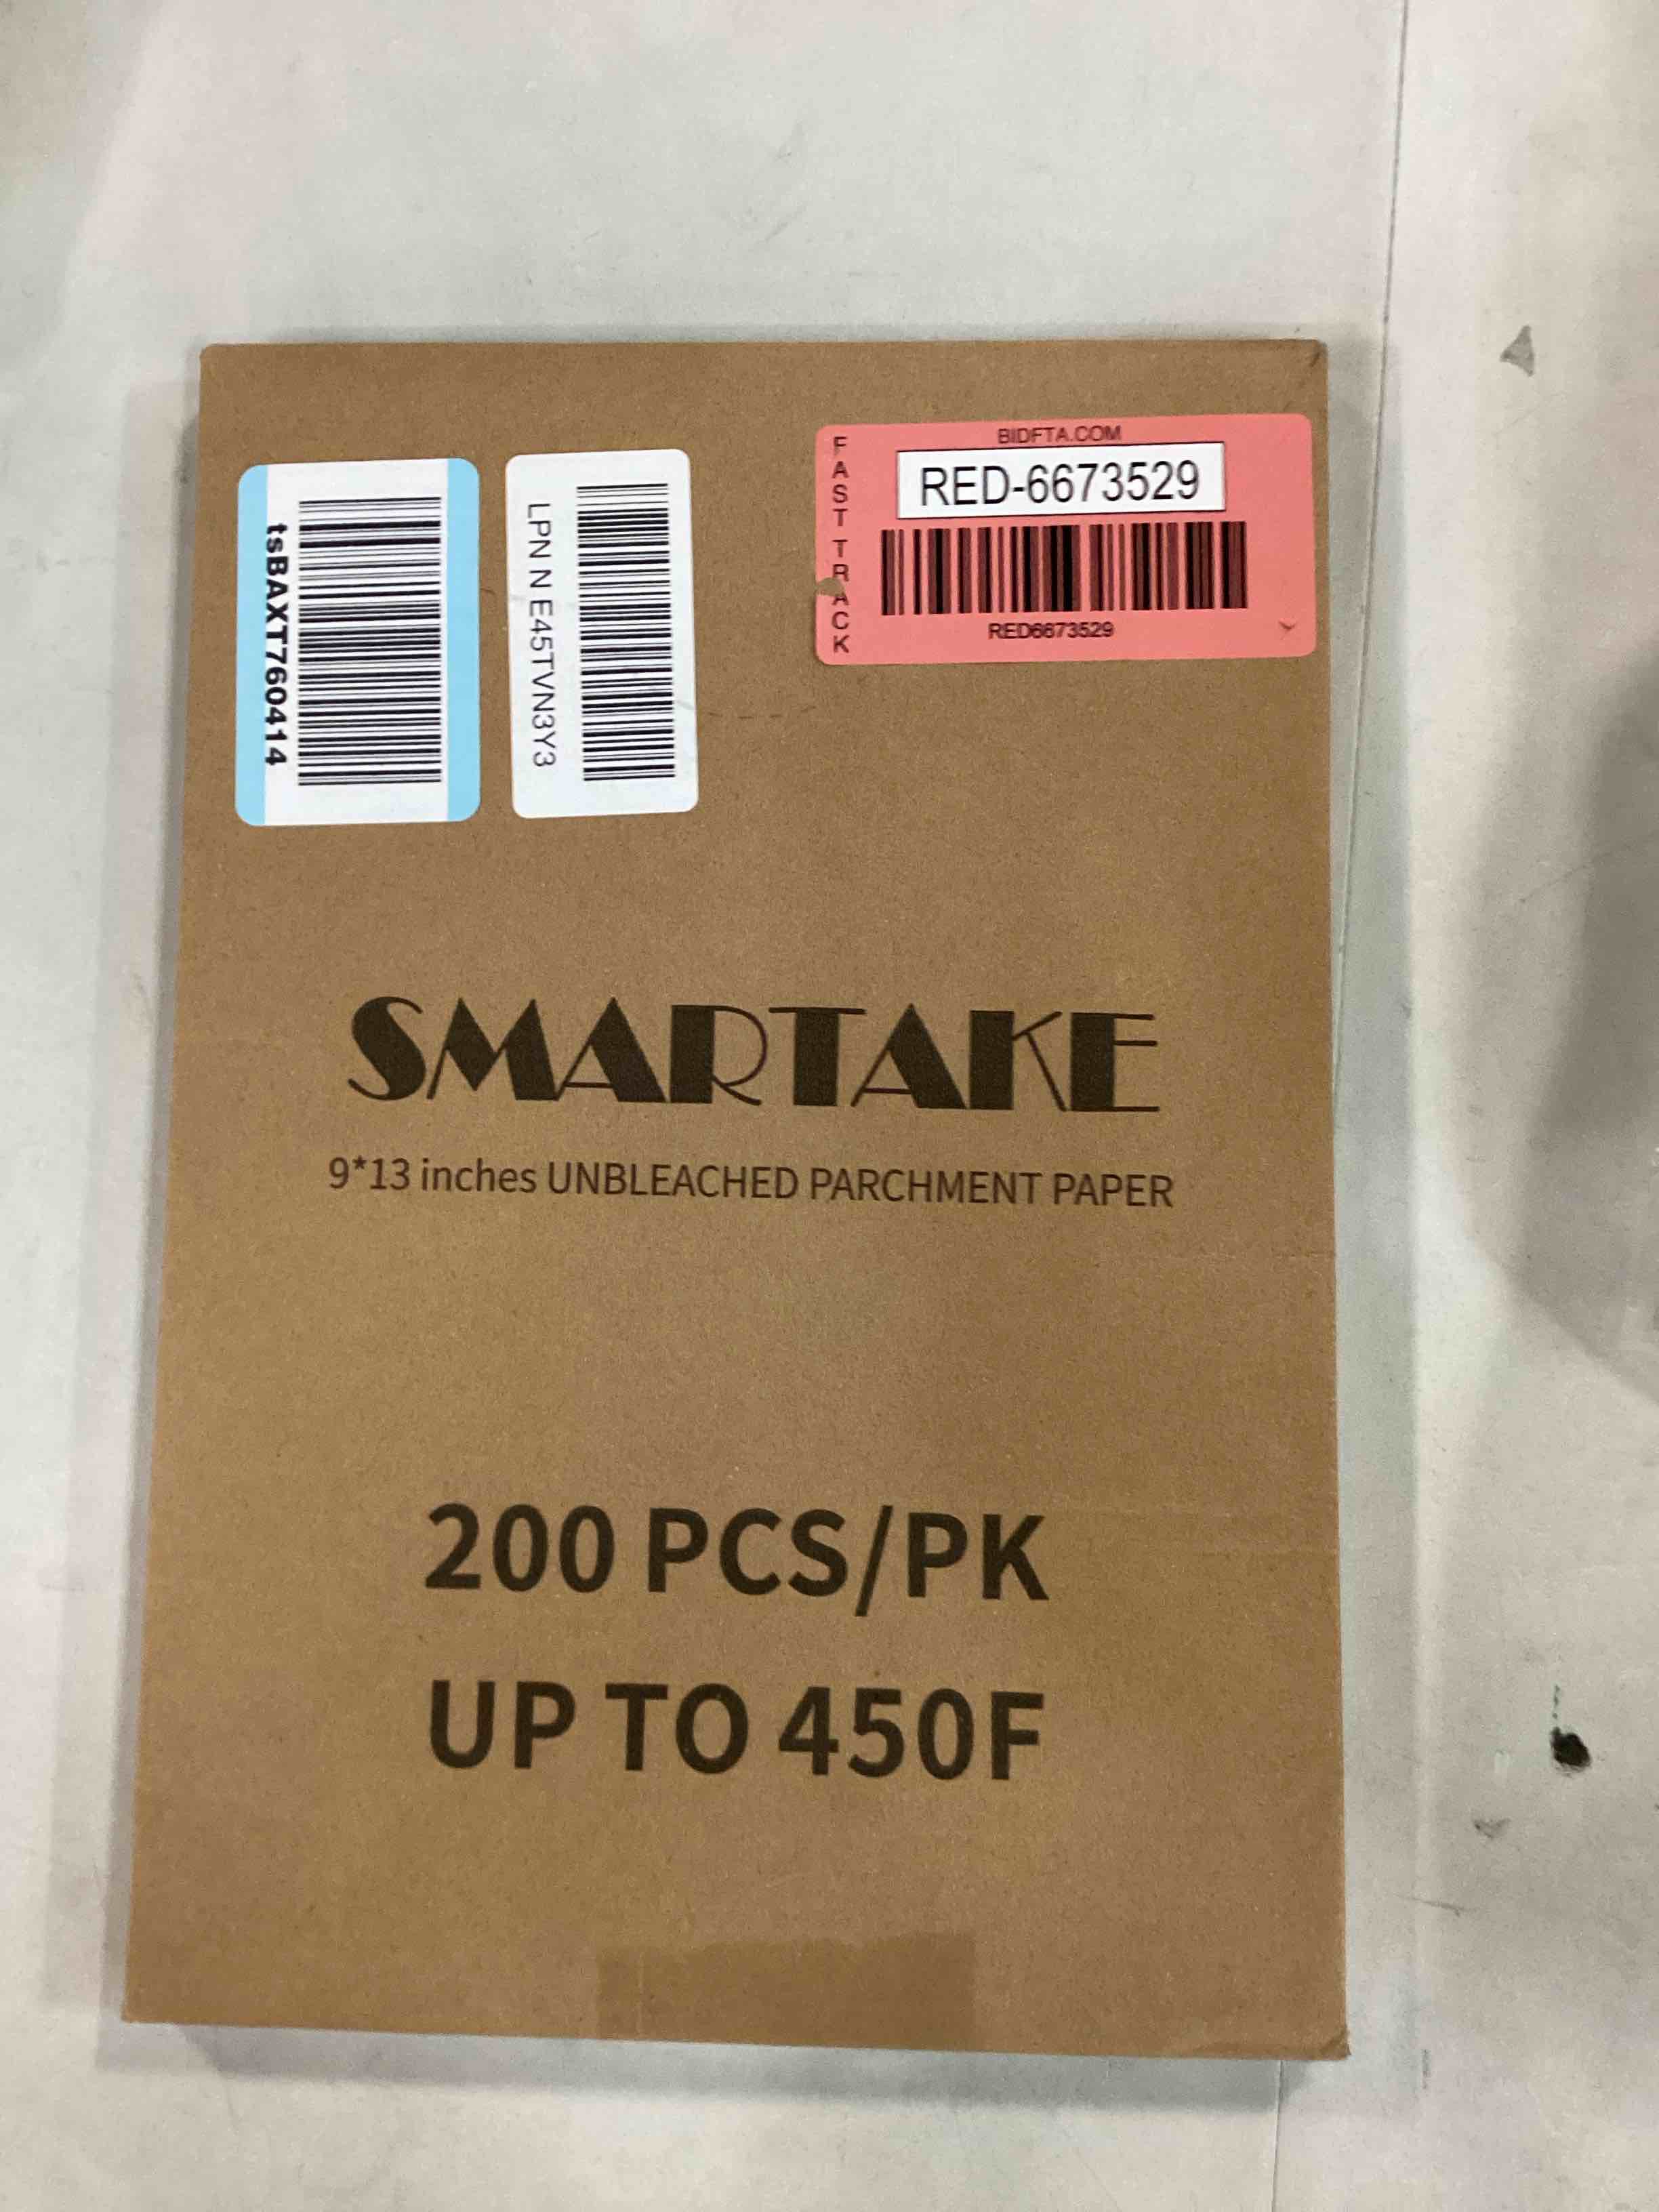 tsBAXT760414
LPN N E45TVN3Y3
FAST TRACK
BIDFTA.COM
RED-6673529
RED6673529
SMARTAKE
9*13 inches UNBLEACHED PARCHMENT PAPER
200 PCS/PK
UP TO 450F